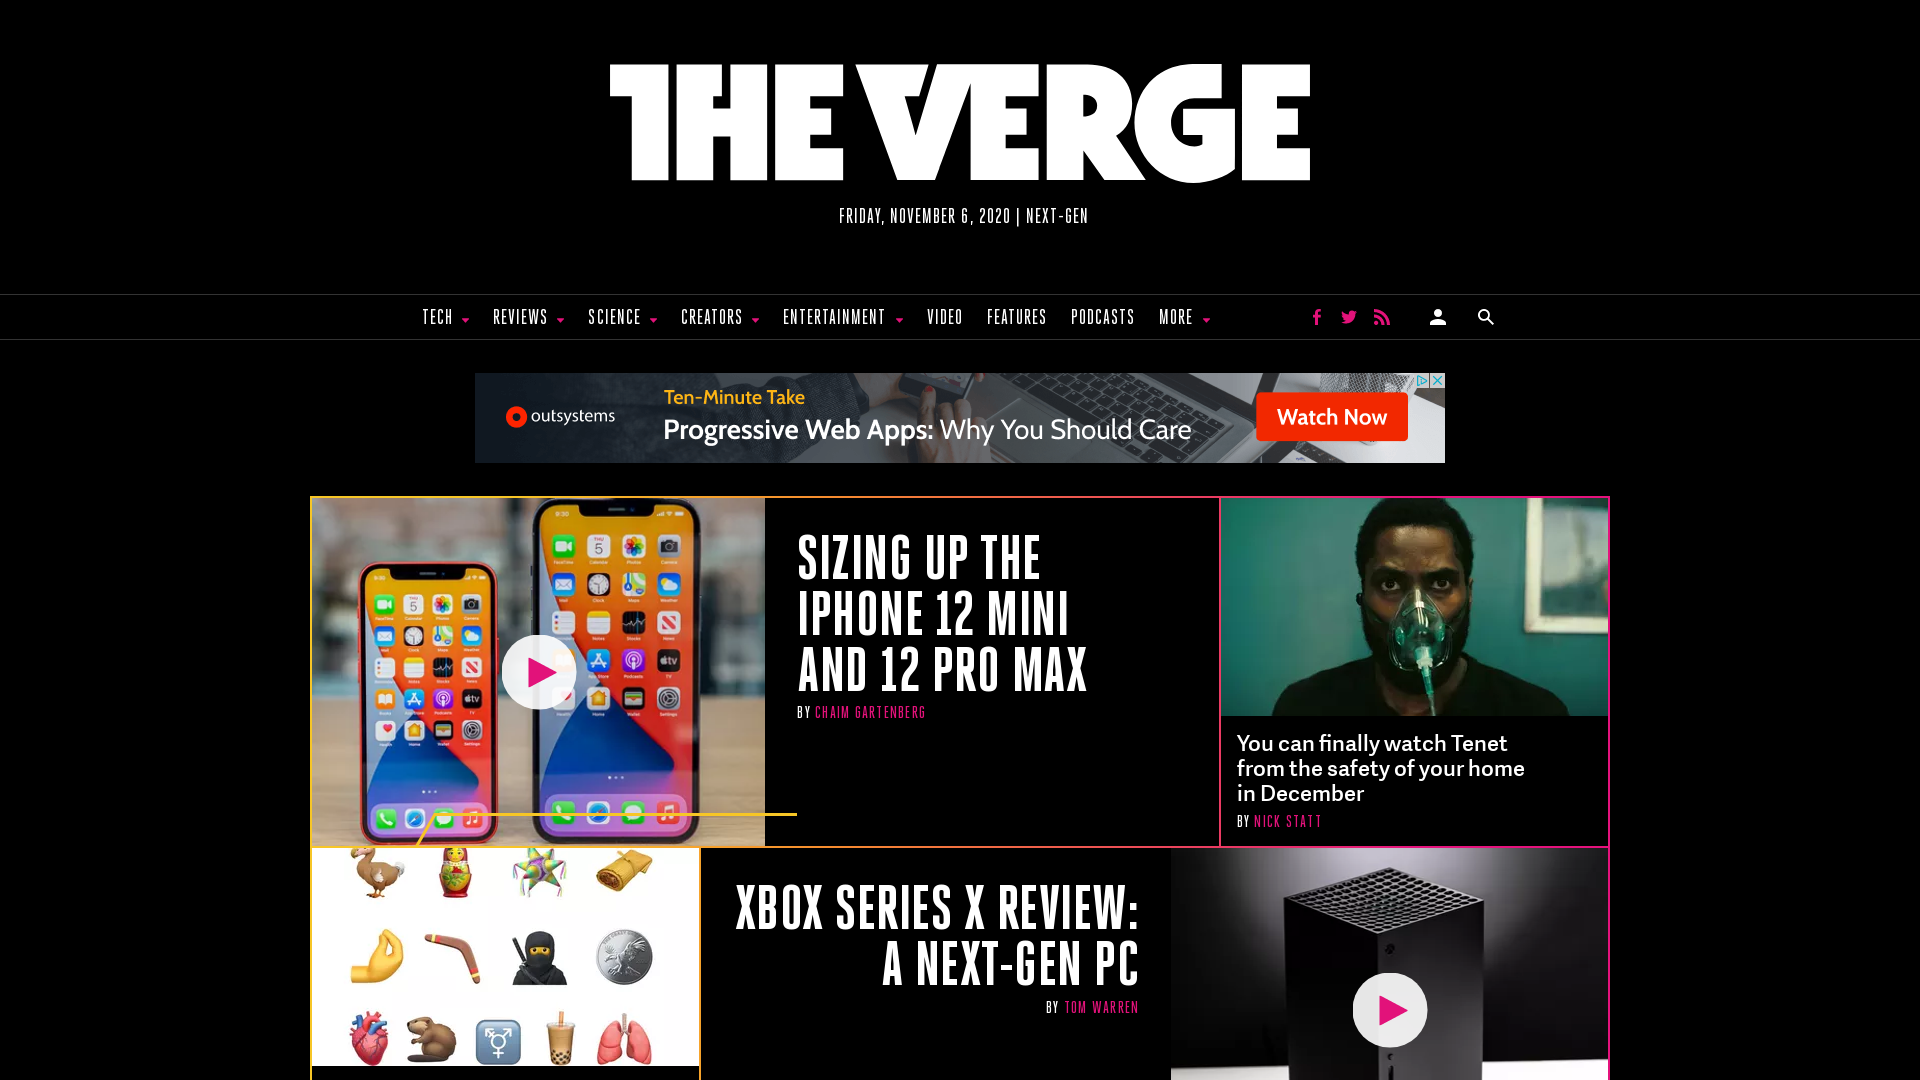 THE VERGE
FRIDAY, NOVEMBER 6, 2020 | NEXT-GEN
TECH REVIEWS SCIENCE CREATORS ENTERTAINMENT VIDEO FEATURES PODCASTS MORE
outsystems
Ten-Minute Take
Progressive Web Apps: Why You Should Care
Watch Now
SIZING UP THE
IPHONE 12 MINI
AND 12 PRO MAX
BY CHAIM GARTENBERG
You can finally watch Tenet
from the safety of your home
in December
BY NICK STATT
XBOX SERIES X REVIEW:
A NEXT-GEN PC
BY TOM WARREN